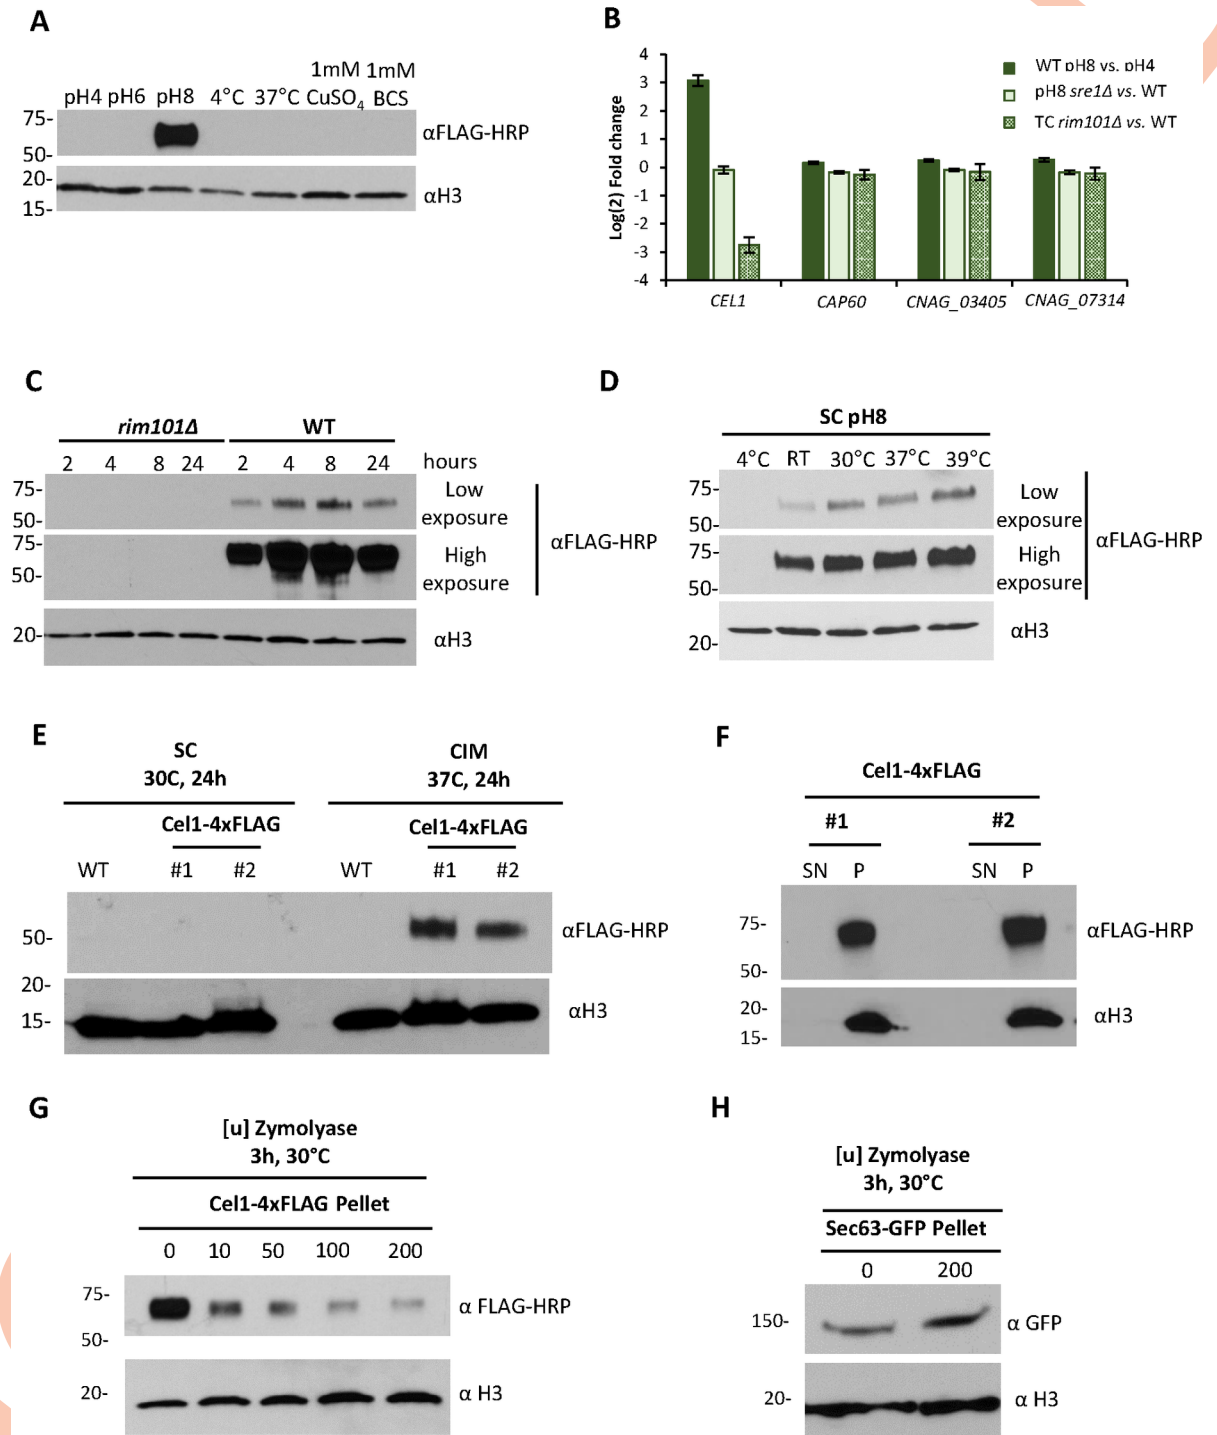 A
pH4 pH6 pH8 4°C 37°C 1mM CuSO4 1mM BCS
75-
50-
αFLAG-HRP
20-
15-
αH3
B
Log(2) Fold change
4
3
2
1
0
-1
-2
-3
-4
WT pH8 vs. pH4
pH8 sre1Δ vs. WT
TC rim101Δ vs. WT
CEL1 CAP60 CNAG_03405 CNAG_07314
C
rim101Δ WT
2 4 8 24 2 4 8 24 hours
75-
50-
Low
exposure
75-
50-
High
exposure
αFLAG-HRP
20-
αH3
D
SC pH8
4°C RT 30°C 37°C 39°C
75-
50-
Low
exposure
75-
50-
High
exposure
αFLAG-HRP
20-
αH3
E
SC
30C, 24h
CIM
37C, 24h
Cel1-4xFLAG Cel1-4xFLAG
WT #1 #2 WT #1 #2
50-
αFLAG-HRP
20-
15-
αH3
F
Cel1-4xFLAG
#1 #2
SN P SN P
75-
50-
αFLAG-HRP
20-
15-
αH3
G
[u] Zymolyase
3h, 30°C
Cel1-4xFLAG Pellet
0 10 50 100 200
75-
50-
α FLAG-HRP
20-
α H3
H
[u] Zymolyase
3h, 30°C
Sec63-GFP Pellet
0 200
150-
α GFP
20-
α H3